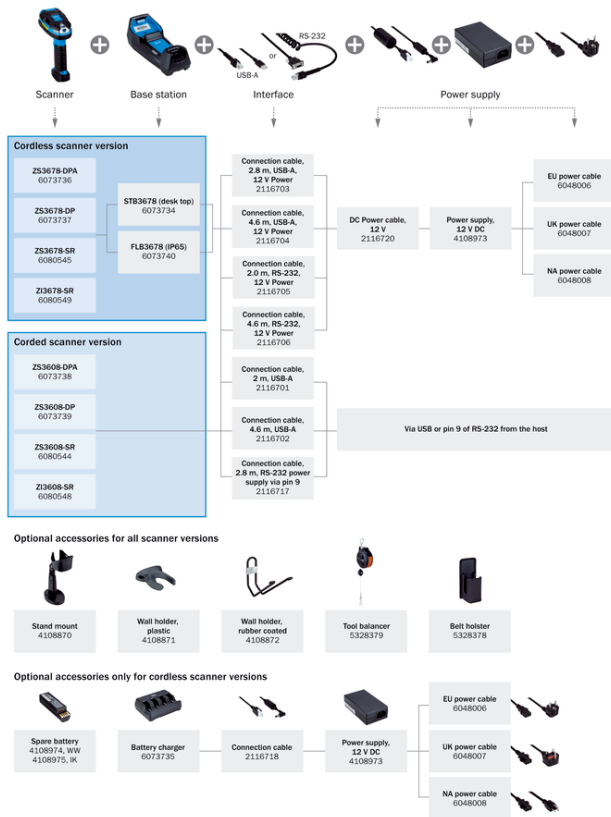 RS-232
or
USB-A
Scanner
Base station
Interface
Power supply
Cordless scanner version
ZS3678-DPA
6073736
ZS3678-DP
6073737
ZS3678-SR
6080545
ZI3678-SR
6080549
STB3678 (desk top)
6073734
FLB3678 (IP65)
6073740
Connection cable,
2.8 m, USB-A,
12 V Power
2116703
Connection cable,
4.6 m, USB-A,
12 V Power
2116704
Connection cable,
2.0 m, RS-232,
12 V Power
2116705
Connection cable,
4.6 m, RS-232,
12 V Power
2116706
DC Power cable,
12 V
2116720
Power supply,
12 V DC
4108973
EU power cable
6048006
UK power cable
6048007
NA power cable
6048008
Corded scanner version
ZS3608-DPA
6073738
ZS3608-DP
6073739
ZS3608-SR
6080544
ZI3608-SR
6080548
Connection cable,
2 m, USB-A
2116701
Connection cable,
4.6 m, USB-A
2116702
Connection cable,
2.8 m, RS-232 power
supply via pin 9
2116717
Via USB or pin 9 of RS-232 from the host
Optional accessories for all scanner versions
Stand mount
4108870
Wall holder,
plastic
4108871
Wall holder,
rubber coated
4108872
Tool balancer
5328379
Belt holster
5328378
Optional accessories only for cordless scanner versions
Spare battery
4108974, WW
4108975, IK
Battery charger
6073735
Connection cable
2116718
Power supply,
12 V DC
4108973
EU power cable
6048006
UK power cable
6048007
NA power cable
6048008